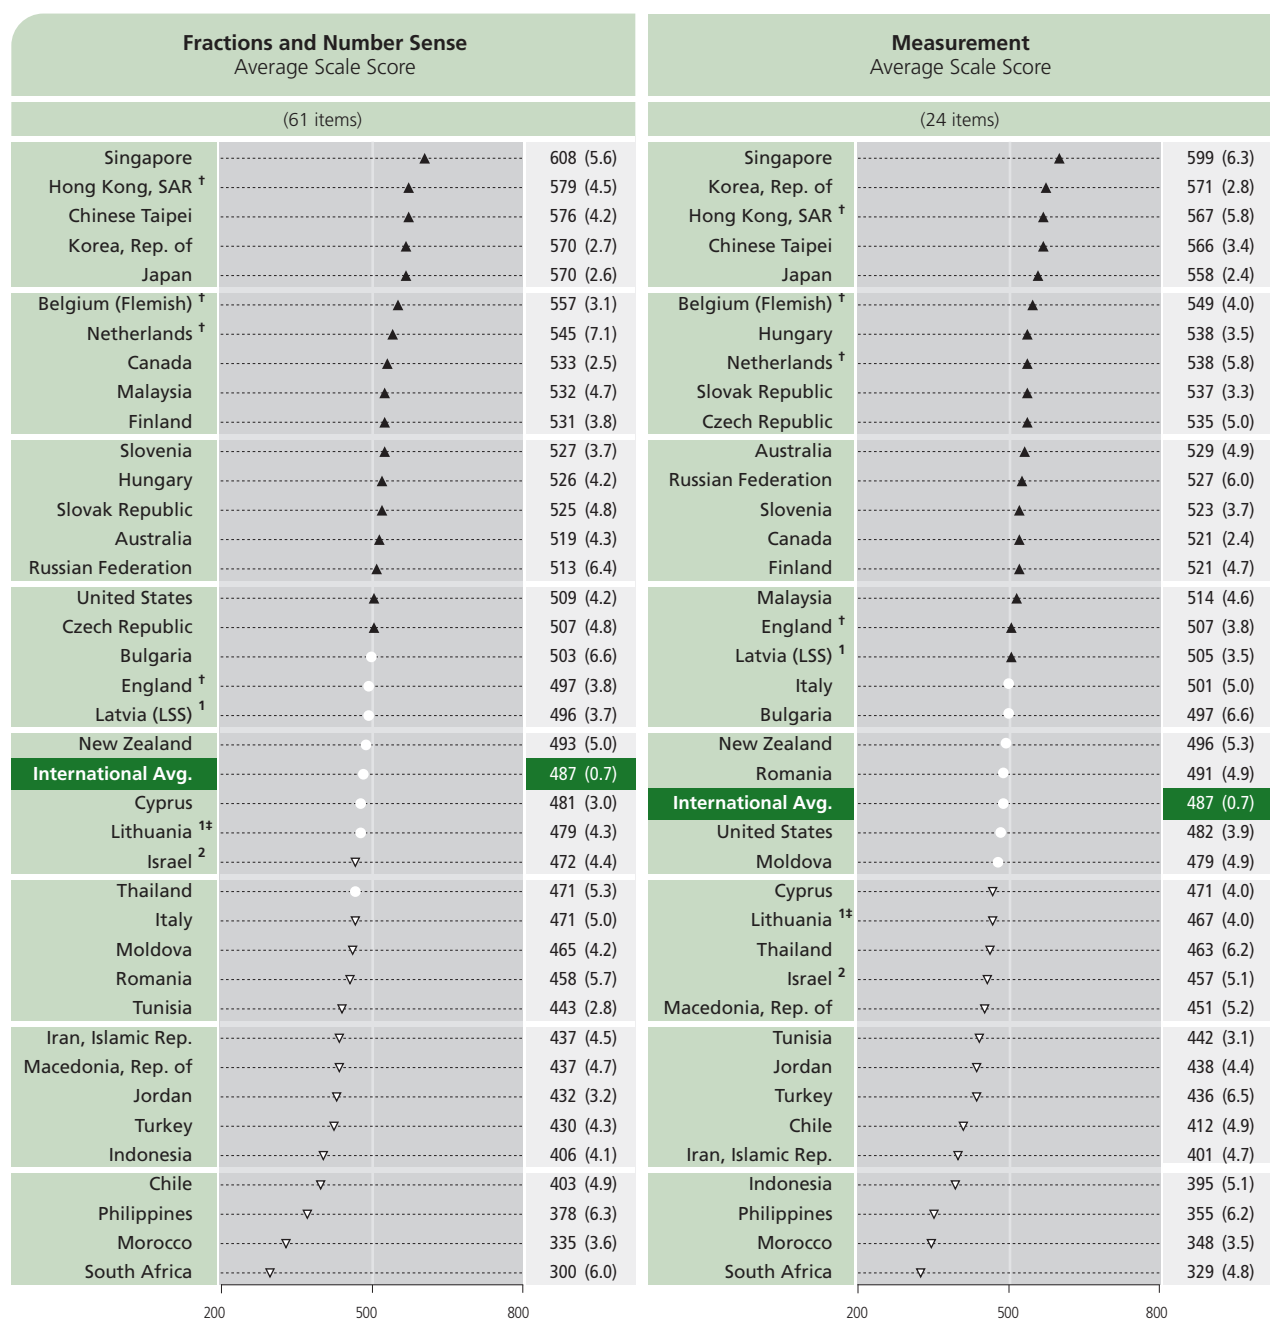 Fractions and Number Sense
Average Scale Score
(61 items)
Singapore 608 (5.6)
Hong Kong, SAR † 579 (4.5)
Chinese Taipei 576 (4.2)
Korea, Rep. of 570 (2.7)
Japan 570 (2.6)
Belgium (Flemish) † 557 (3.1)
Netherlands † 545 (7.1)
Canada 533 (2.5)
Malaysia 532 (4.7)
Finland 531 (3.8)
Slovenia 527 (3.7)
Hungary 526 (4.2)
Slovak Republic 525 (4.8)
Australia 519 (4.3)
Russian Federation 513 (6.4)
United States 509 (4.2)
Czech Republic 507 (4.8)
Bulgaria 503 (6.6)
England † 497 (3.8)
Latvia (LSS) 1 496 (3.7)
New Zealand 493 (5.0)
International Avg. 487 (0.7)
Cyprus 481 (3.0)
Lithuania 1‡ 479 (4.3)
Israel 2 472 (4.4)
Thailand 471 (5.3)
Italy 471 (5.0)
Moldova 465 (4.2)
Romania 458 (5.7)
Tunisia 443 (2.8)
Iran, Islamic Rep. 437 (4.5)
Macedonia, Rep. of 437 (4.7)
Jordan 432 (3.2)
Turkey 430 (4.3)
Indonesia 406 (4.1)
Chile 403 (4.9)
Philippines 378 (6.3)
Morocco 335 (3.6)
South Africa 300 (6.0)
200 500 800
Measurement
Average Scale Score
(24 items)
Singapore 599 (6.3)
Korea, Rep. of 571 (2.8)
Hong Kong, SAR † 567 (5.8)
Chinese Taipei 566 (3.4)
Japan 558 (2.4)
Belgium (Flemish) † 549 (4.0)
Hungary 538 (3.5)
Netherlands † 538 (5.8)
Slovak Republic 537 (3.3)
Czech Republic 535 (5.0)
Australia 529 (4.9)
Russian Federation 527 (6.0)
Slovenia 523 (3.7)
Canada 521 (2.4)
Finland 521 (4.7)
Malaysia 514 (4.6)
England † 507 (3.8)
Latvia (LSS) 1 505 (3.5)
Italy 501 (5.0)
Bulgaria 497 (6.6)
New Zealand 496 (5.3)
Romania 491 (4.9)
International Avg. 487 (0.7)
United States 482 (3.9)
Moldova 479 (4.9)
Cyprus 471 (4.0)
Lithuania 1‡ 467 (4.0)
Thailand 463 (6.2)
Israel 2 457 (5.1)
Macedonia, Rep. of 451 (5.2)
Tunisia 442 (3.1)
Jordan 438 (4.4)
Turkey 436 (6.5)
Chile 412 (4.9)
Iran, Islamic Rep. 401 (4.7)
Indonesia 395 (5.1)
Philippines 355 (6.2)
Morocco 348 (3.5)
South Africa 329 (4.8)
200 500 800